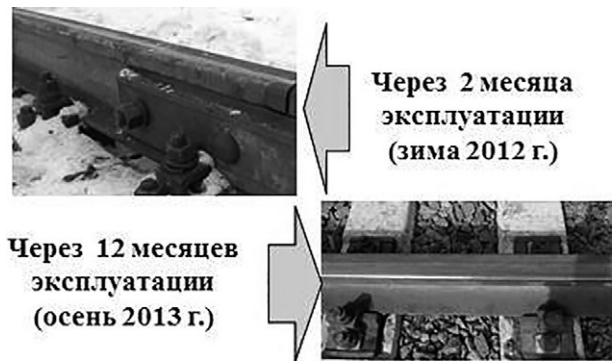 Через 2 месяца
эксплуатации
(зима 2012 г.)
Через 12 месяцев
эксплуатации
(осень 2013 г.)